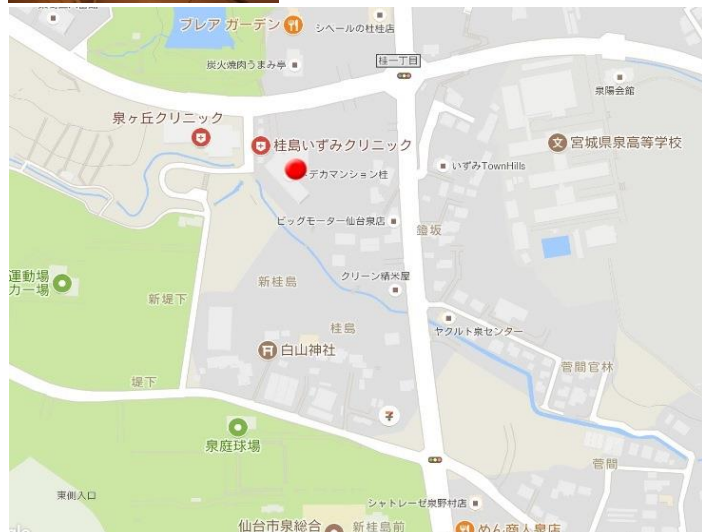 ブレア ガーデン
シベールの杜桂店
炭火焼肉うまみ亭
桂一丁目
泉陽会館
泉ヶ丘クリニック
桂島いずみクリニック
宮城県泉高等学校
デカマンション桂
いずみTownHills
ビッグモーター仙台泉店
鐙坂
運動場
カー場
新桂島
クリーン精米屋
新堤下
桂島
ヤクルト泉センター
白山神社
菅間官林
堤下
泉庭球場
菅間
東側入口
シャトレーゼ泉野村店
仙台市泉総合
新桂島前
めん商人泉店